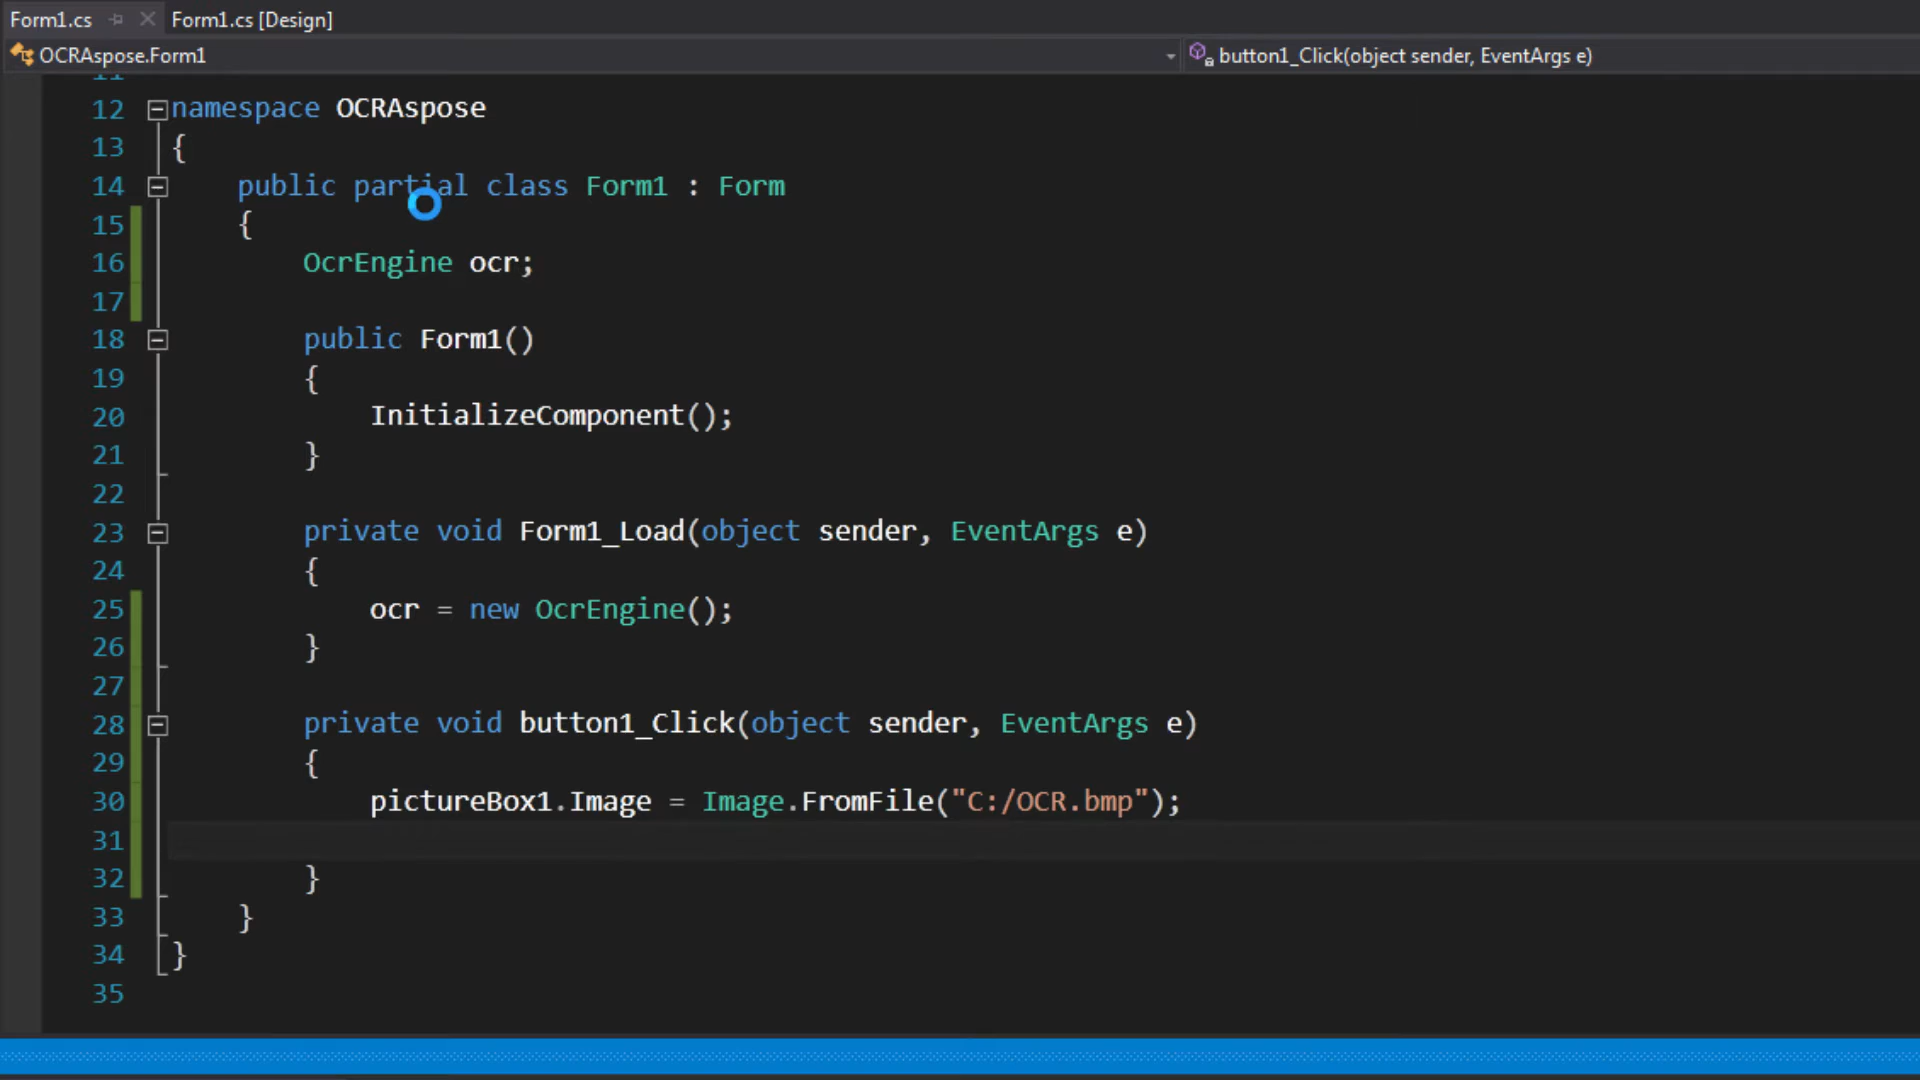 Form1.cs Form1.cs [Design]
OCRAspose.Form1 button1_Click(object sender, EventArgs e)
11
12 namespace OCRAspose
13 {
14 public partial class Form1 : Form
15 {
16 OcrEngine ocr;
17
18 public Form1()
19 {
20 InitializeComponent();
21 }
22
23 private void Form1_Load(object sender, EventArgs e)
24 {
25 ocr = new OcrEngine();
26 }
27
28 private void button1_Click(object sender, EventArgs e)
29 {
30 pictureBox1.Image = Image.FromFile("C:/OCR.bmp");
31
32 }
33 }
34 }
35